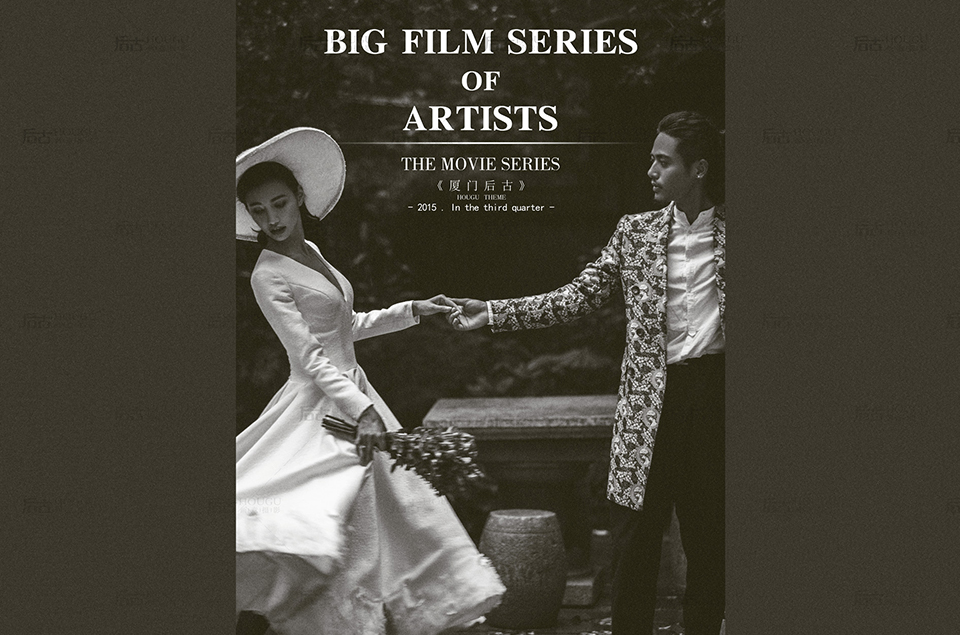 BIG FILM SERIES
OF
ARTISTS
THE MOVIE SERIES
《厦门后古》
HOUGU THEME
- 2015 . In the third quarter -